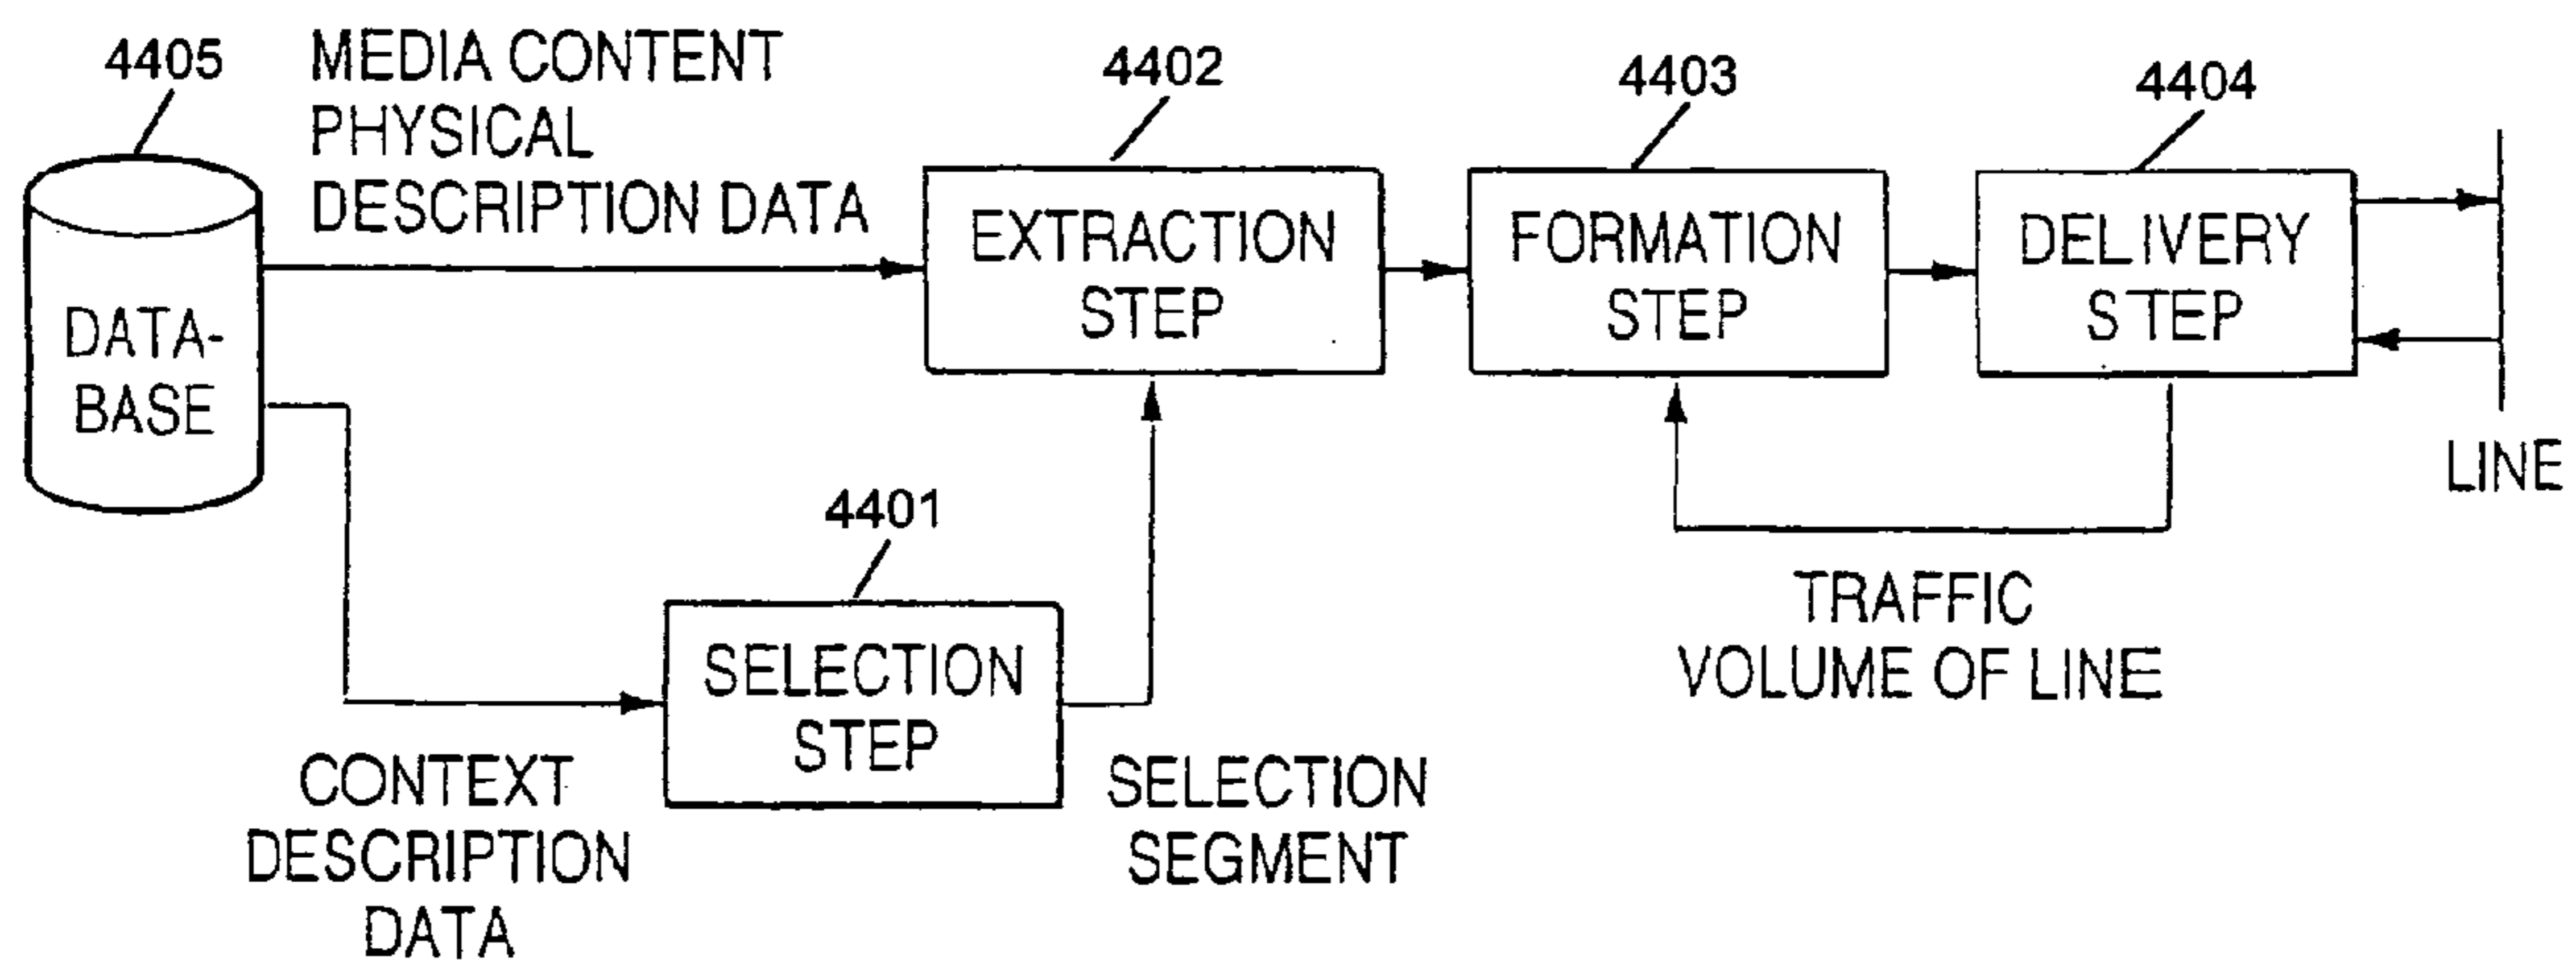 4405
MEDIA CONTENT
PHYSICAL
DESCRIPTION DATA
4402
4403
4404
DATA-
BASE
EXTRACTION
STEP
FORMATION
STEP
DELIVERY
STEP
LINE
4401
SELECTION
STEP
TRAFFIC
VOLUME OF LINE
CONTEXT
DESCRIPTION
DATA
SELECTION
SEGMENT